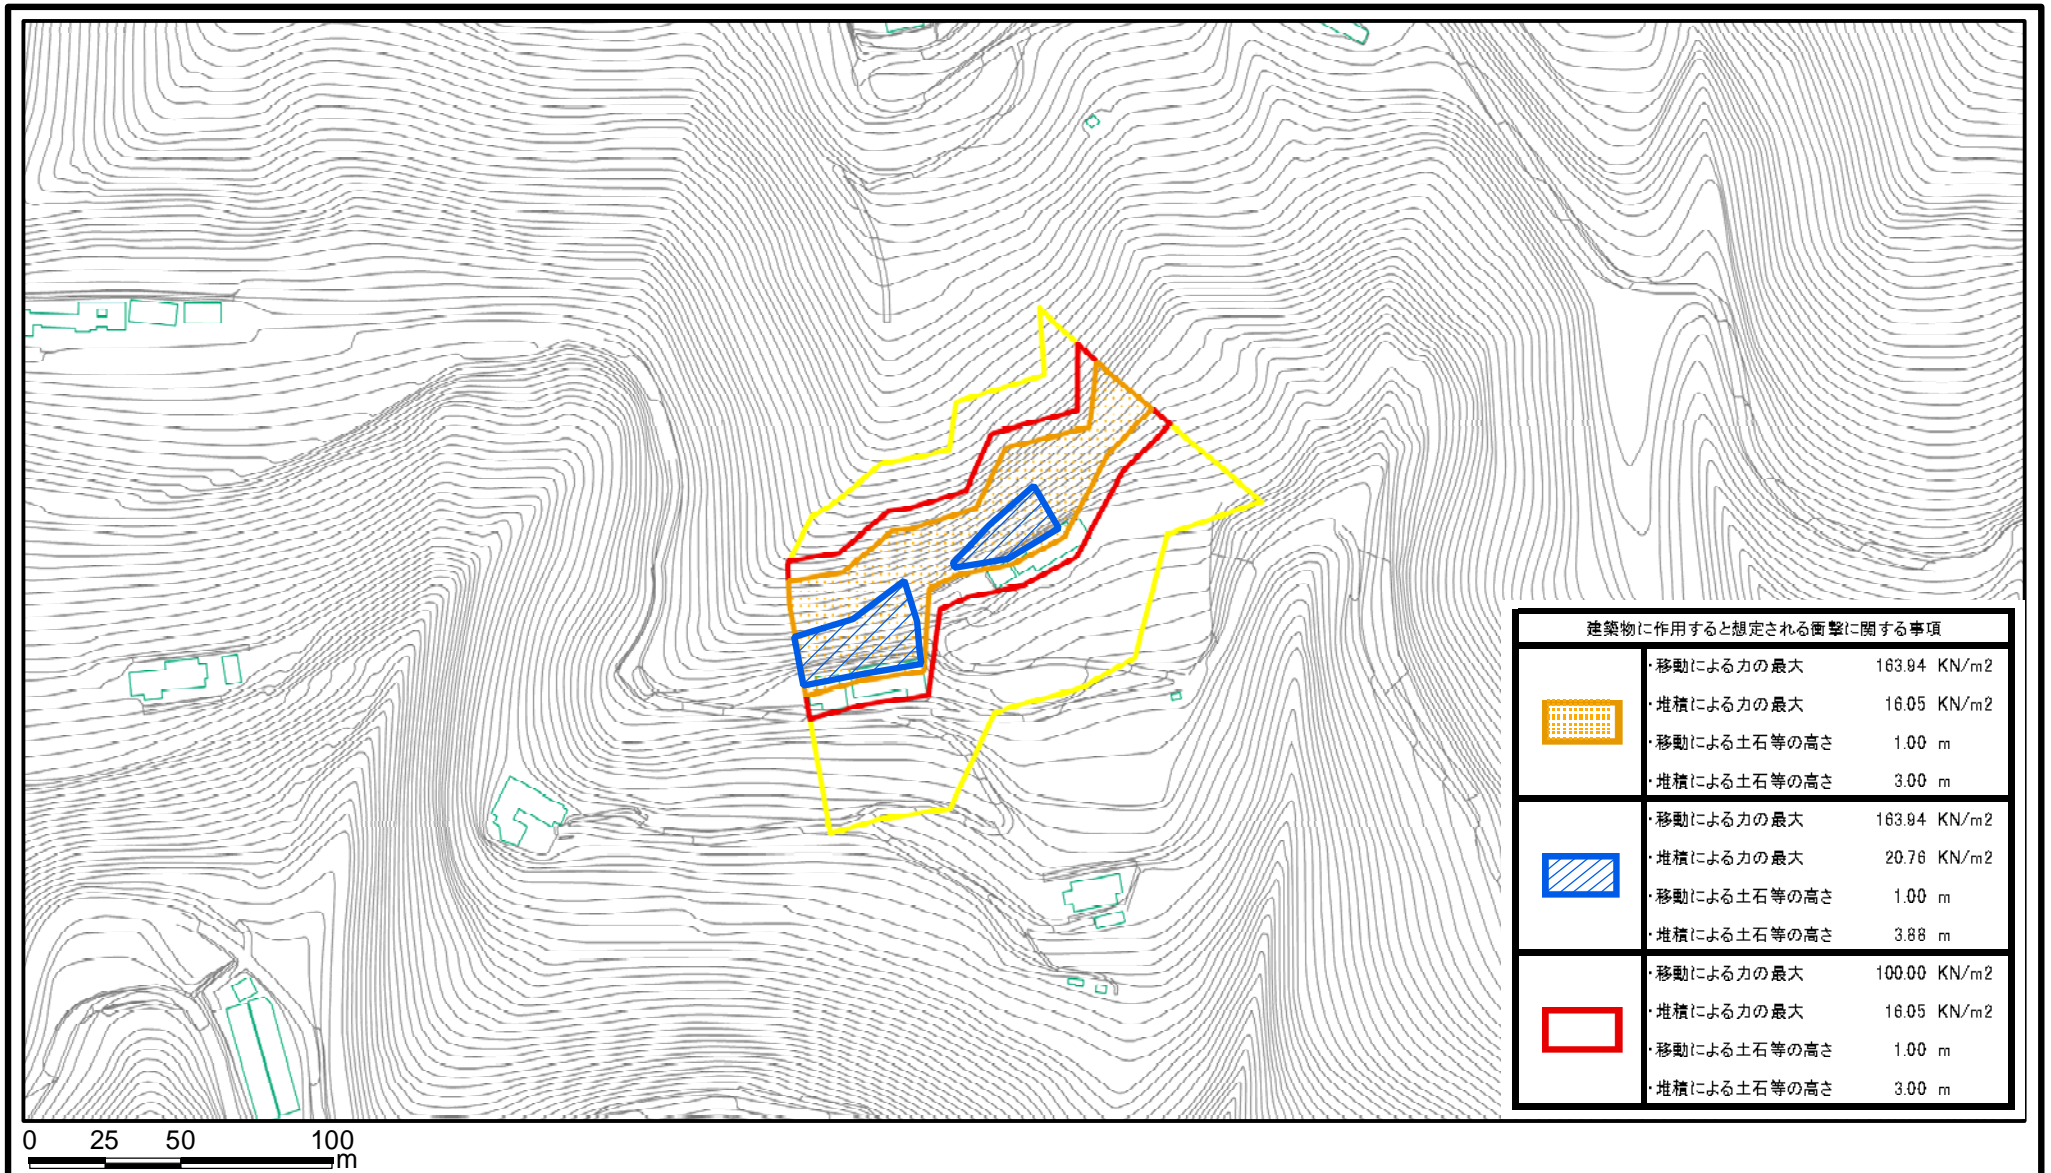 建築物に作用すると想定される衝撃に関する事項
・移動による力の最大 163.94 KN/m2
・堆積による力の最大 16.05 KN/m2
・移動による土石等の高さ 1.00 m
・堆積による土石等の高さ 3.00 m
・移動による力の最大 163.94 KN/m2
・堆積による力の最大 20.76 KN/m2
・移動による土石等の高さ 1.00 m
・堆積による土石等の高さ 3.88 m
・移動による力の最大 100.00 KN/m2
・堆積による力の最大 16.05 KN/m2
・移動による土石等の高さ 1.00 m
・堆積による土石等の高さ 3.00 m
0 25 50 100
m